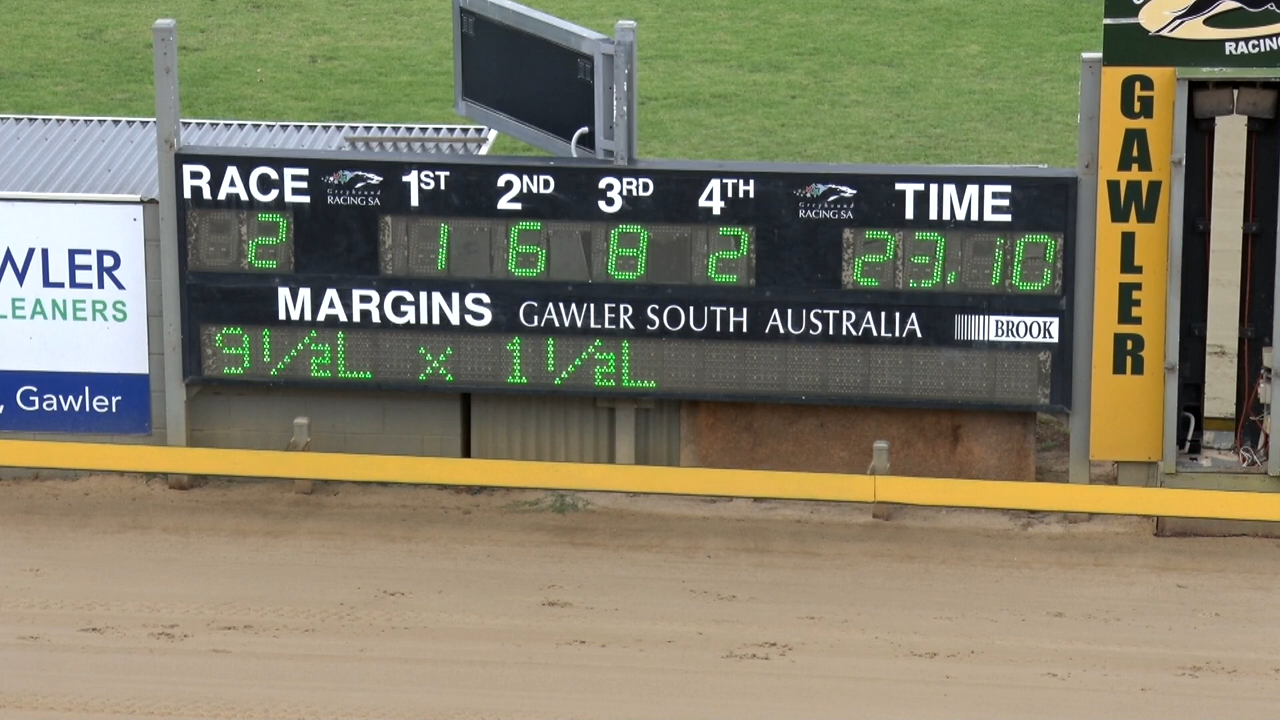 RACING
GAWLER
RACE Greyhound RACING SA 1ST 2ND 3RD 4TH Greyhound RACING SA TIME
2 1 6 8 2 23.10
MARGINS GAWLER SOUTH AUSTRALIA BROOK
9 1/2L x 1 1/2L
WLER
LEANERS
, Gawler